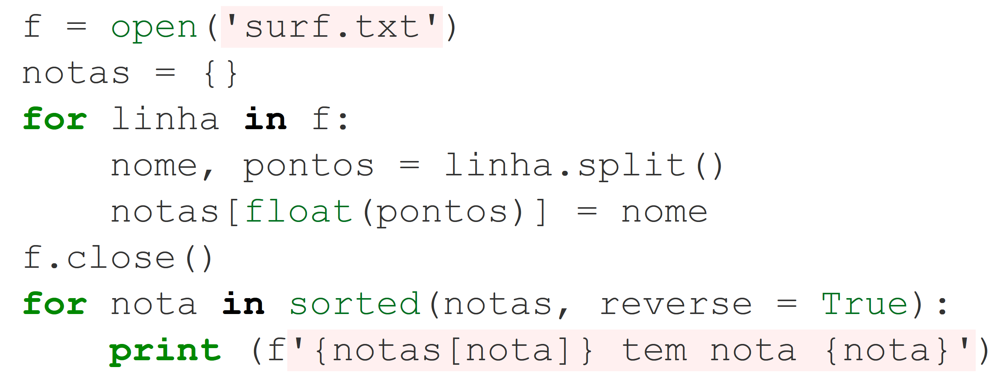 f = open('surf.txt')
notas = {}
for linha in f:
    nome, pontos = linha.split()
    notas[float(pontos)] = nome
f.close()
for nota in sorted(notas, reverse = True):
    print (f'{notas[nota]} tem nota {nota}')